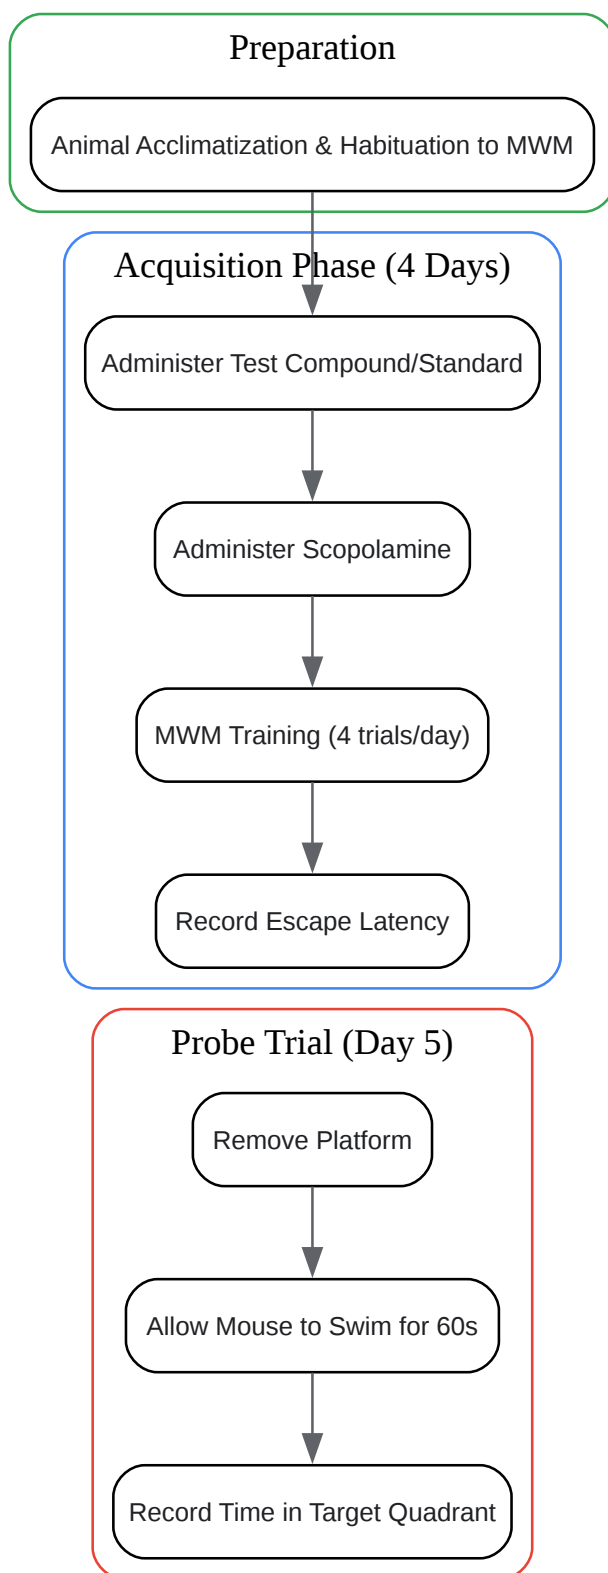 Preparation
Animal Acclimatization & Habituation to MWM
Acquisition Phase (4 Days)
Administer Test Compound/Standard
Administer Scopolamine
MWM Training (4 trials/day)
Record Escape Latency
Probe Trial (Day 5)
Remove Platform
Allow Mouse to Swim for 60s
Record Time in Target Quadrant